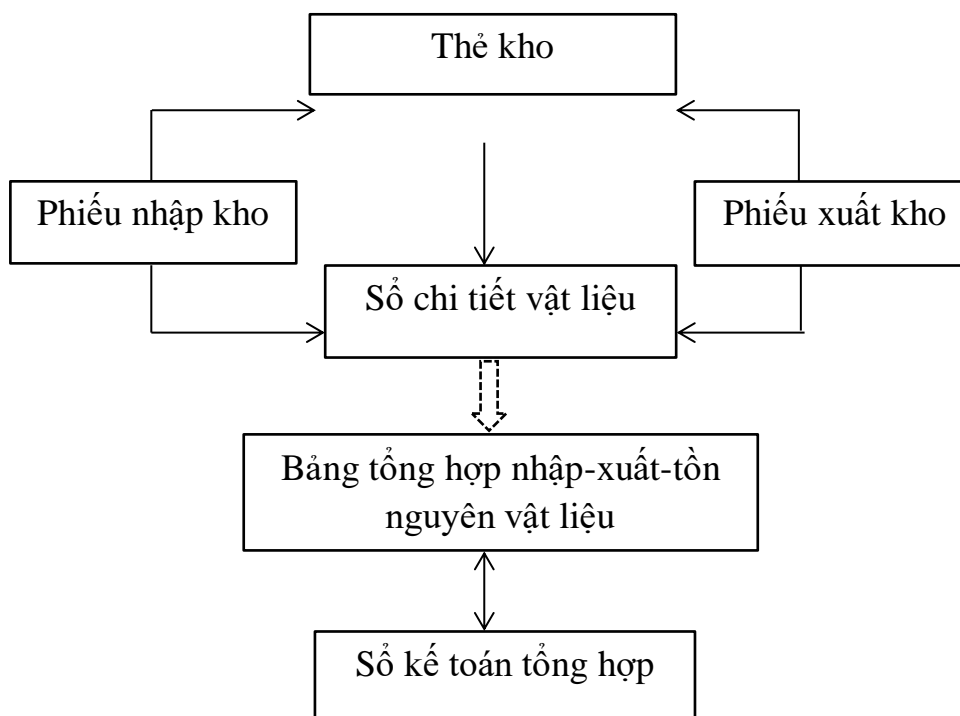 Thẻ kho
Phiếu nhập kho
Phiếu xuất kho
Sổ chi tiết vật liệu
Bảng tổng hợp nhập-xuất-tồn
nguyên vật liệu
Sổ kế toán tổng hợp